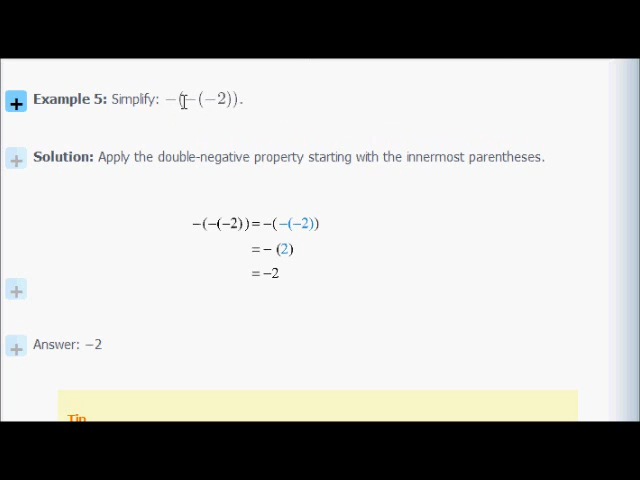 Example 5: Simplify: −(−(−2)).
Solution: Apply the double-negative property starting with the innermost parentheses.
−(−(−2)) = −(−(−2))
= − (2)
= −2
Answer: −2
Tip